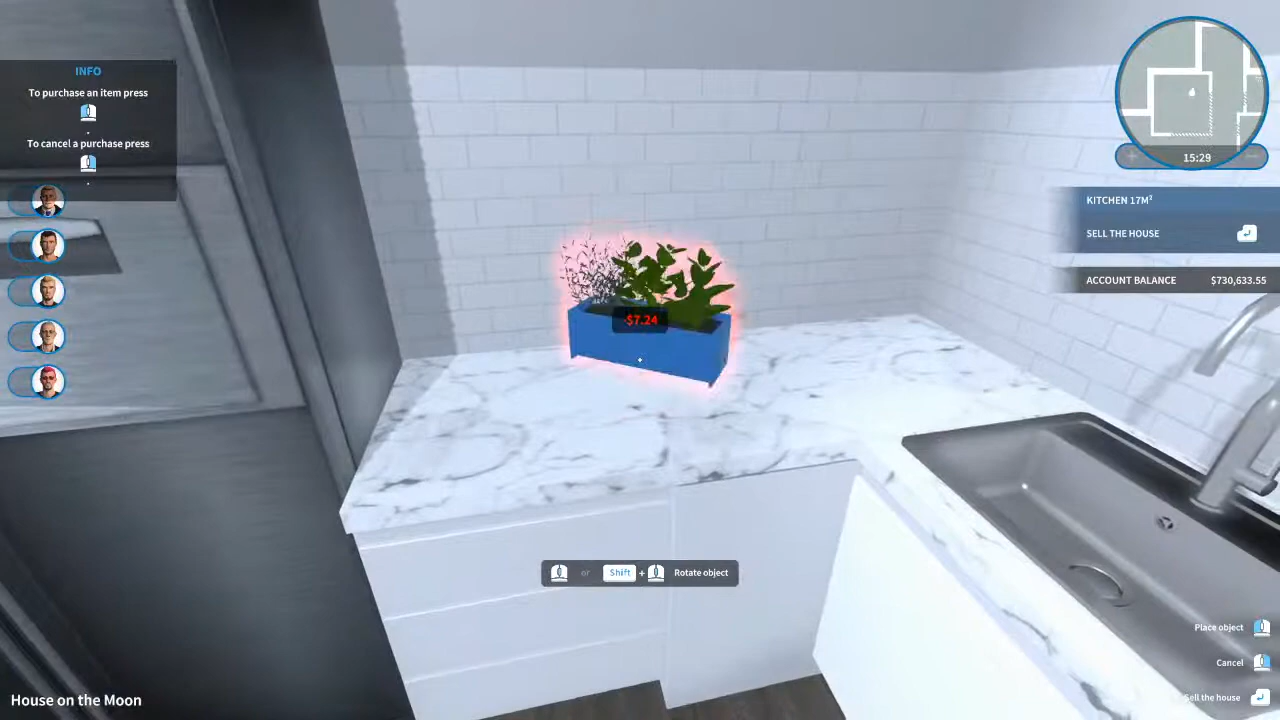 INFO
To purchase an item press
To cancel a purchase press
15:29
KITCHEN 17M²
SELL THE HOUSE
ACCOUNT BALANCE $730,633.55
-$7.24
or Shift + Rotate object
Place object
Cancel
Sell the house
House on the Moon